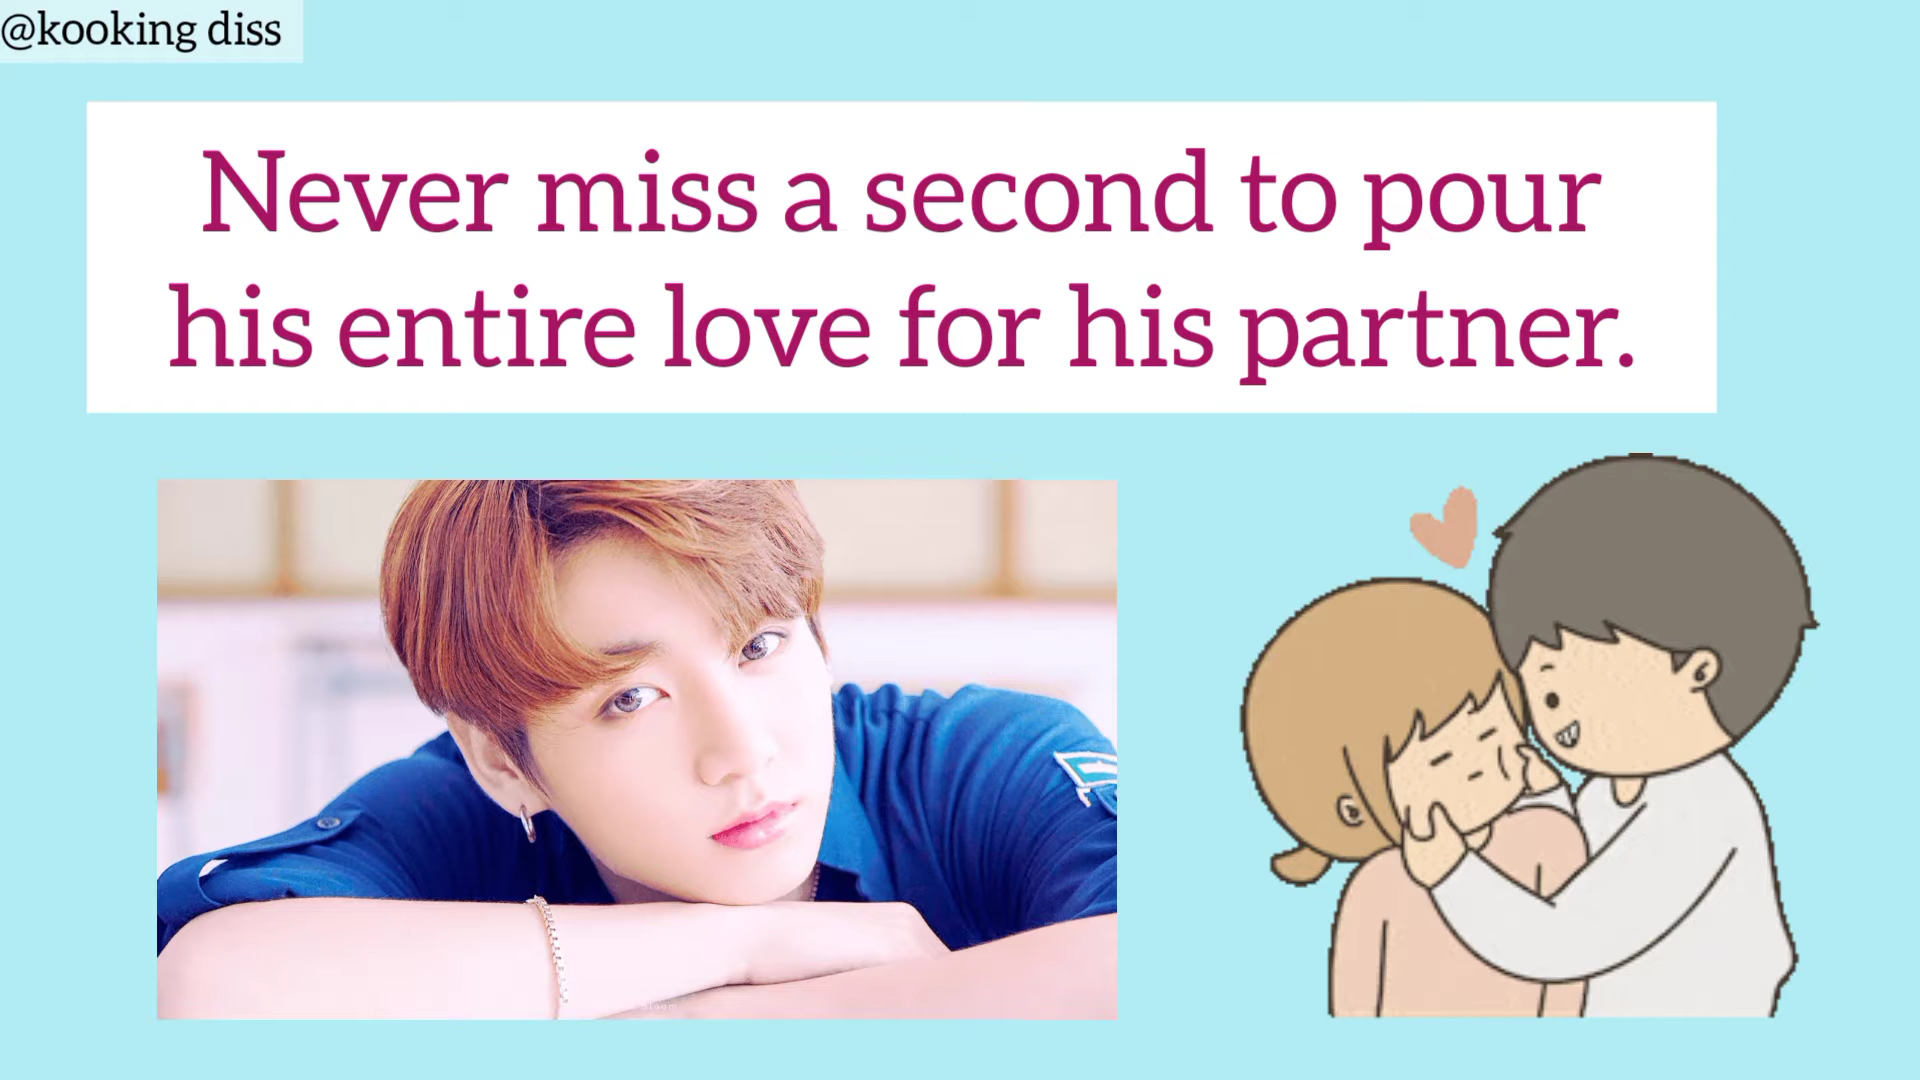 @kooking diss
Never miss a second to pour
his entire love for his partner.